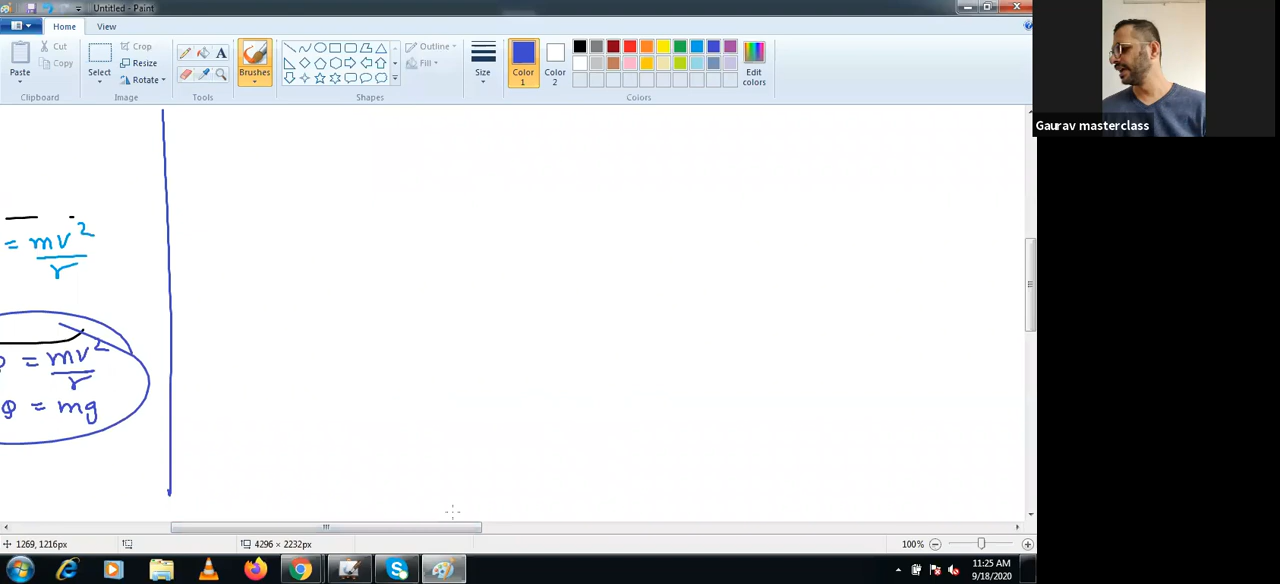 Untitled - Paint
Home View
Paste
Cut
Copy
Clipboard
Select
Crop
Resize
Rotate
Image
Tools
Brushes
Shapes
Outline
Fill
Size
Color 1
Color 2
Edit colors
Colors
Gaurav masterclass
= mv²
r
= mv²
r
φ = mg
1269, 1216px
4296 × 2232px
100%
11:25 AM
9/18/2020